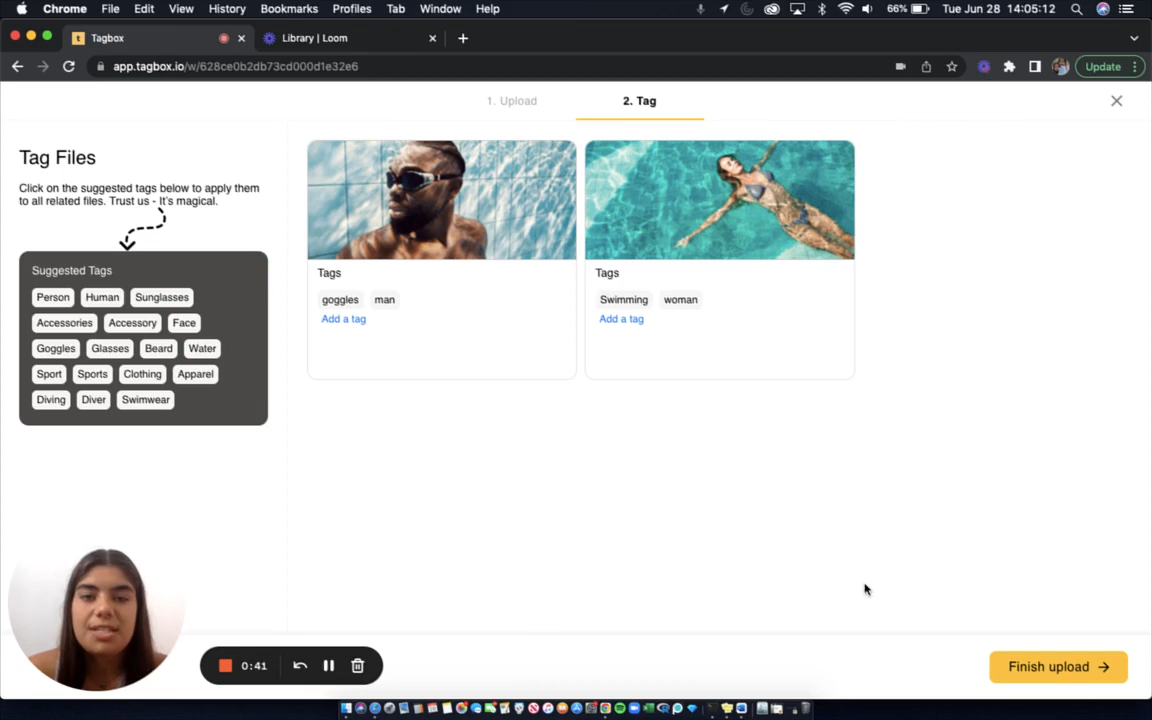 Chrome File Edit View History Bookmarks Profiles Tab Window Help 66% Tue Jun 28 14:05:12
t Tagbox Library | Loom
app.tagbox.io/w/628ce0b2db73cd000d1e32e6 Update
1. Upload 2. Tag
Tag Files
Click on the suggested tags below to apply them
to all related files. Trust us - It's magical.
Suggested Tags
Person Human Sunglasses
Accessories Accessory Face
Goggles Glasses Beard Water
Sport Sports Clothing Apparel
Diving Diver Swimwear
Tags
goggles man
Add a tag
Tags
Swimming woman
Add a tag
0:41
Finish upload